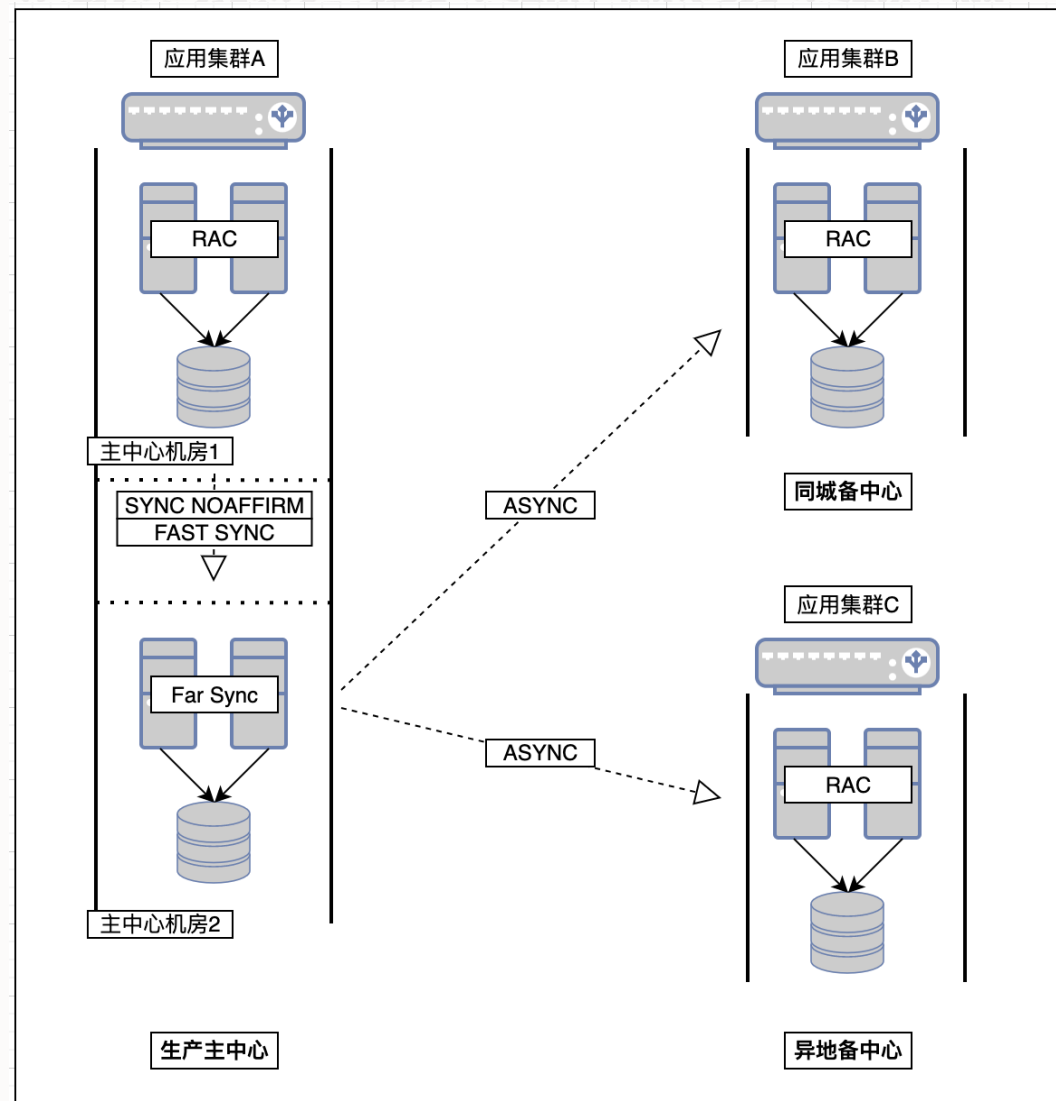 应用集群A
RAC
主中心机房1
SYNC NOAFFIRM
FAST SYNC
Far Sync
主中心机房2
生产主中心
ASYNC
ASYNC
应用集群B
RAC
同城备中心
应用集群C
RAC
异地备中心